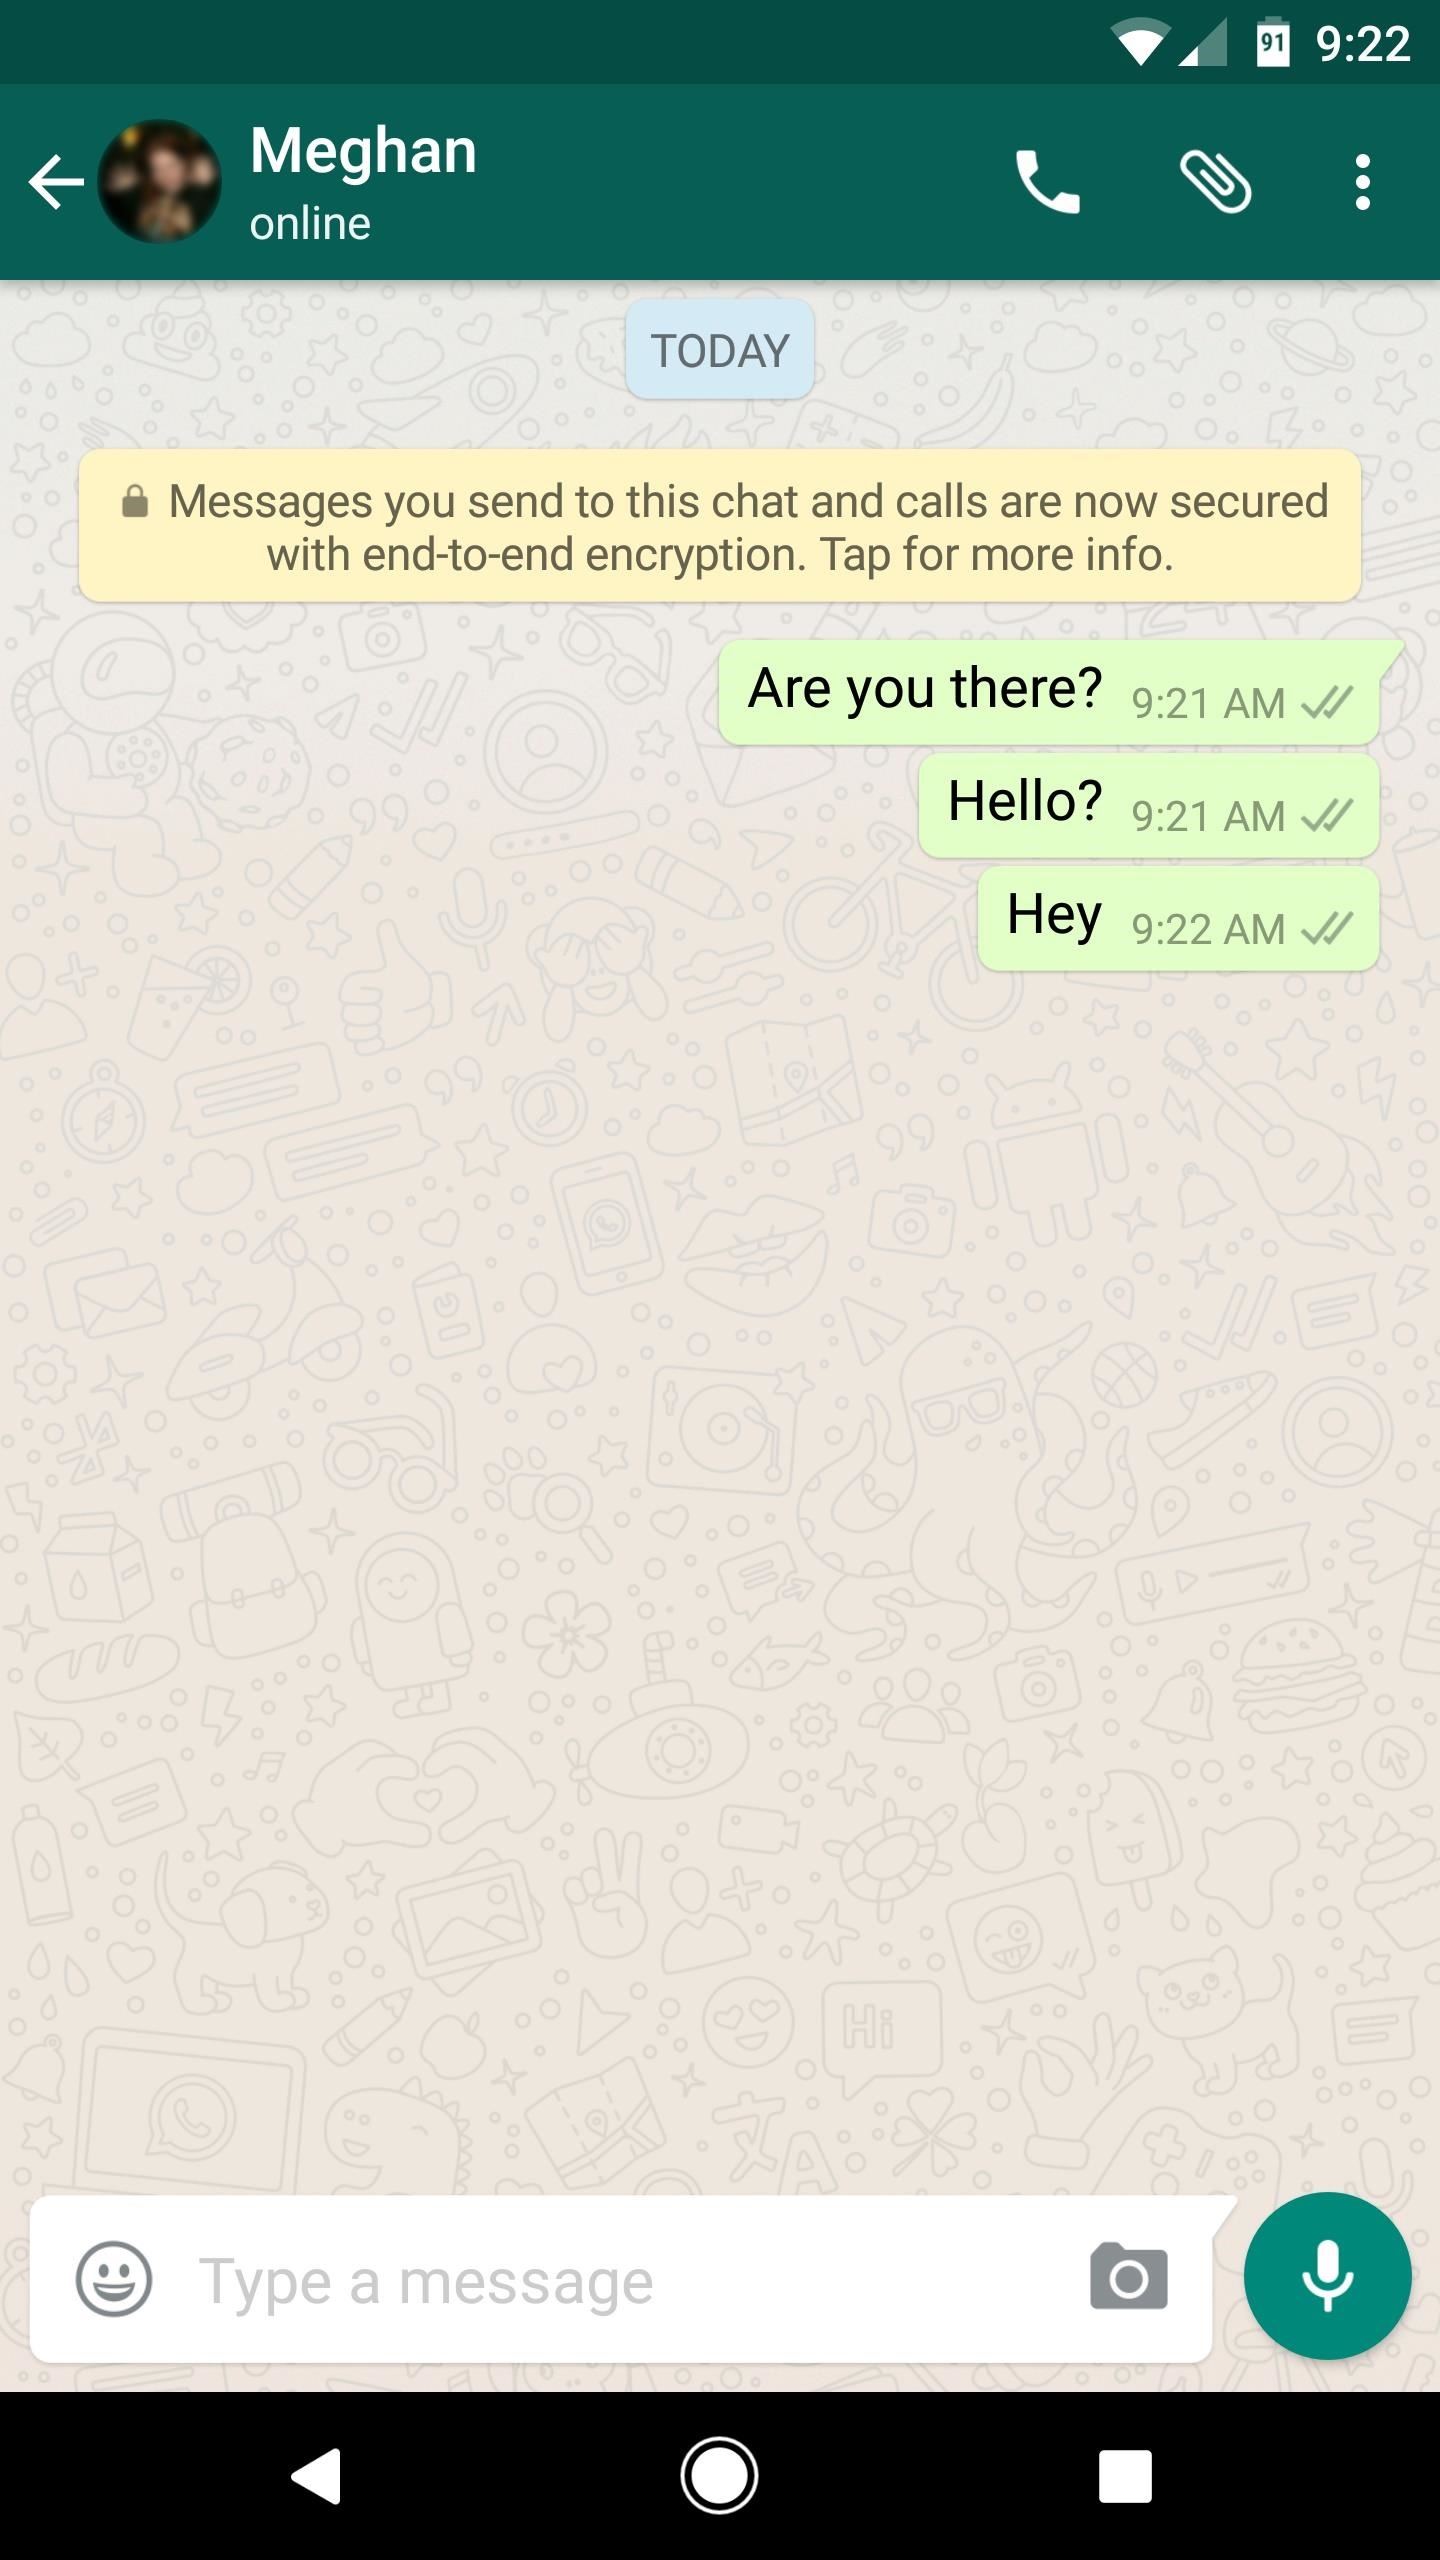 91 9:22
Meghan
online
TODAY
Messages you send to this chat and calls are now secured
with end-to-end encryption. Tap for more info.
Are you there? 9:21 AM
Hello? 9:21 AM
Hey 9:22 AM
Hi
Type a message